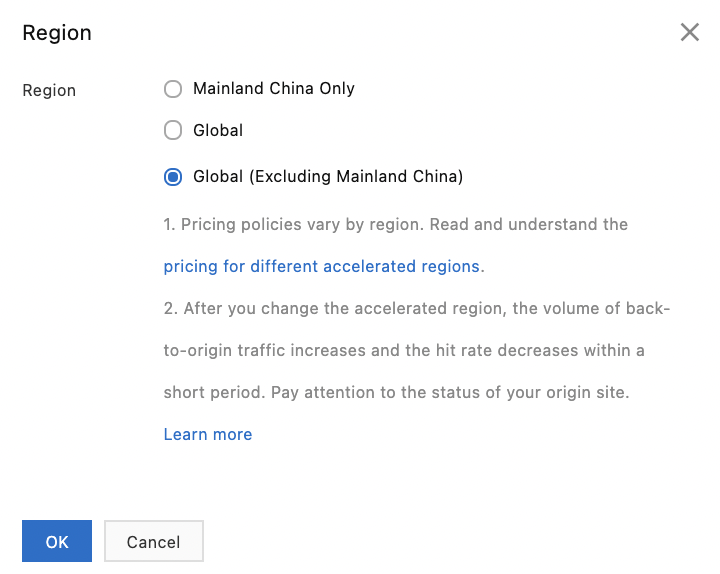 Region
Region
Mainland China Only
Global
Global (Excluding Mainland China)
1. Pricing policies vary by region. Read and understand the
pricing for different accelerated regions.
2. After you change the accelerated region, the volume of back-
to-origin traffic increases and the hit rate decreases within a
short period. Pay attention to the status of your origin site.
Learn more
OK
Cancel